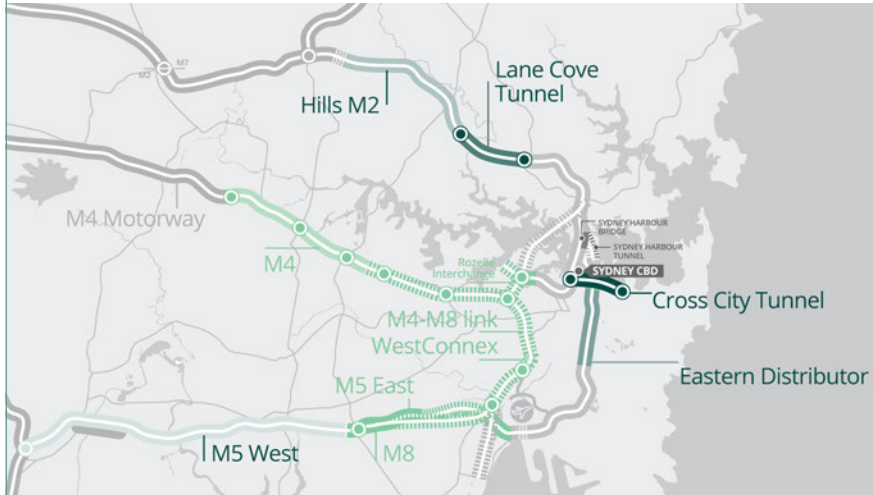 M7
M2
Hills M2
Lane Cove
Tunnel
M4 Motorway
SYDNEY HARBOUR
BRIDGE
SYDNEY HARBOUR
TUNNEL
M4
Rozelle
Interchange
SYDNEY CBD
Cross City Tunnel
M4-M8 link
WestConnex
M5 East
Eastern Distributor
M5 West
M8